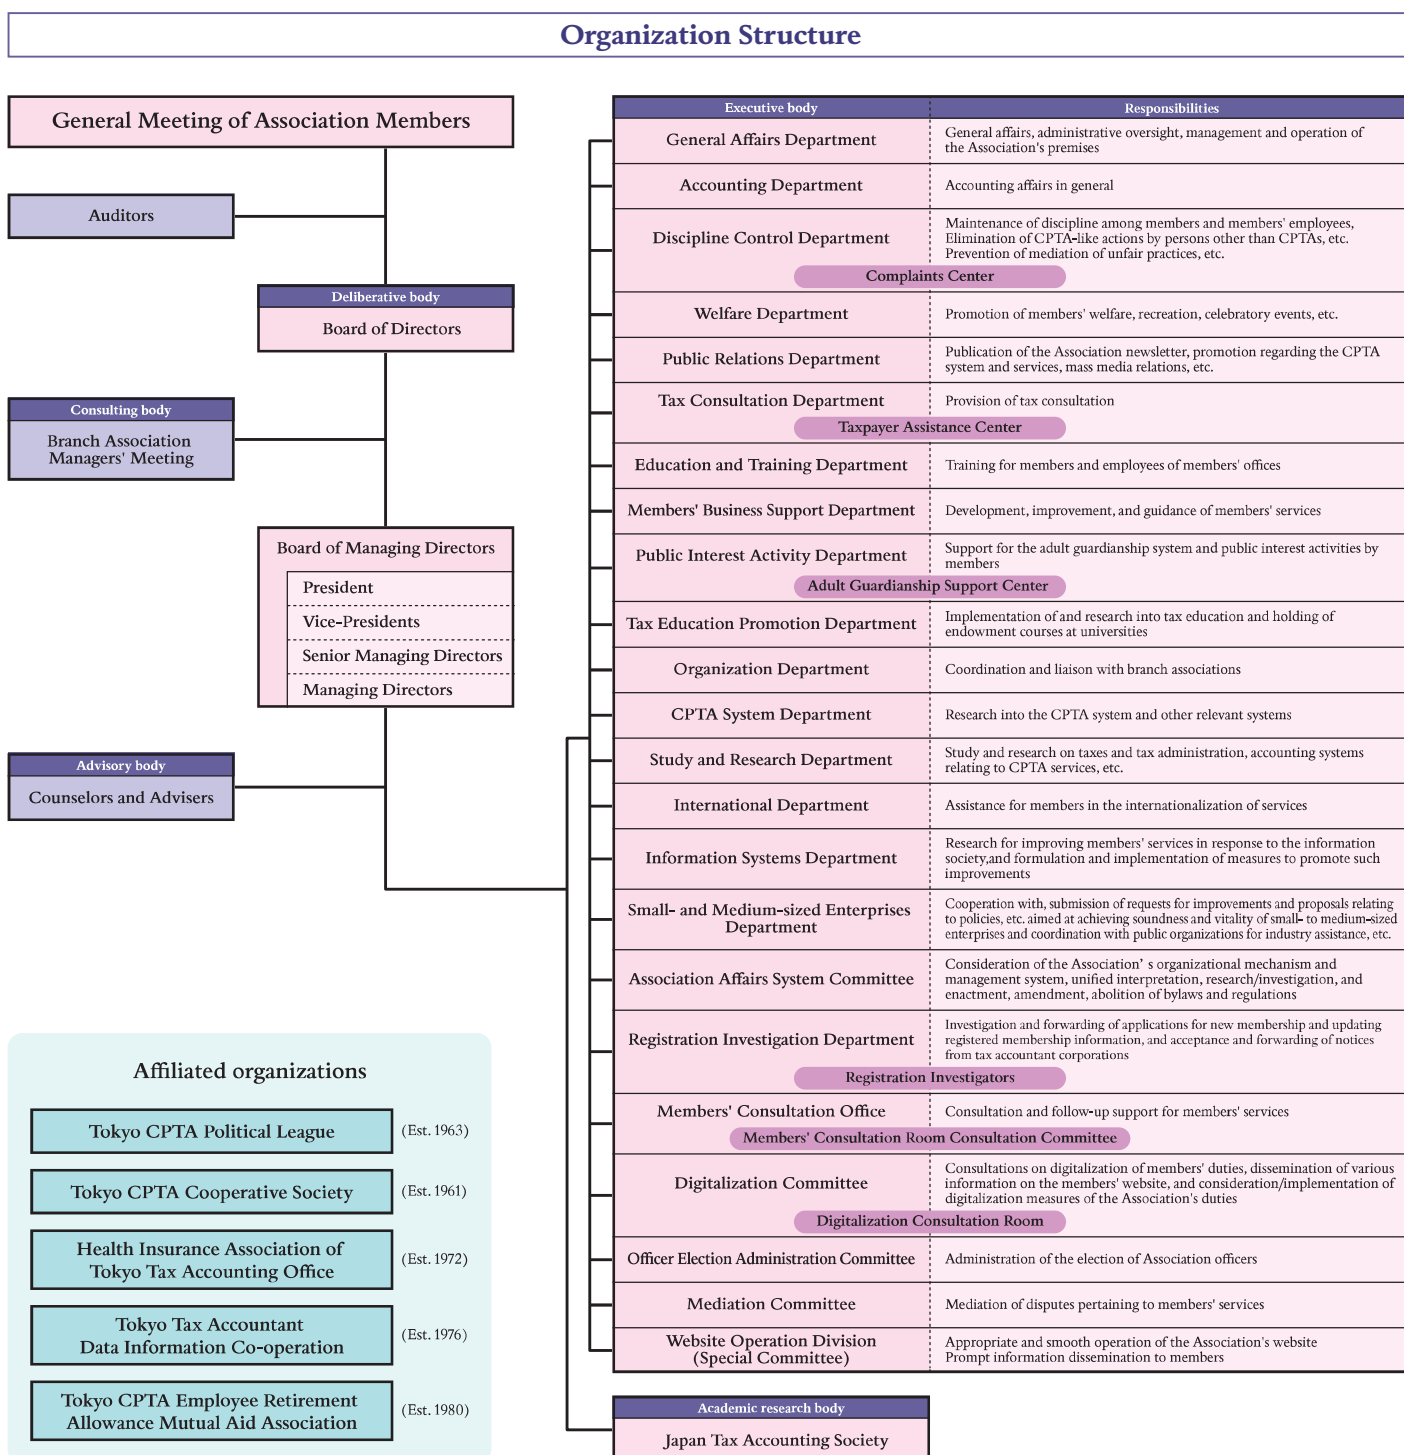 Organization Structure
General Meeting of Association Members
Auditors
Deliberative body
Board of Directors
Consulting body
Branch Association
Managers' Meeting
Board of Managing Directors
President
Vice-Presidents
Senior Managing Directors
Managing Directors
Advisory body
Counselors and Advisers
Executive body
Responsibilities
General Affairs Department
General affairs, administrative oversight, management and operation of
the Association's premises
Accounting Department
Accounting affairs in general
Discipline Control Department
Maintenance of discipline among members and members' employees,
Elimination of CPTA-like actions by persons other than CPTAs, etc.
Prevention of mediation of unfair practices, etc.
Complaints Center
Welfare Department
Promotion of members' welfare, recreation, celebratory events, etc.
Public Relations Department
Publication of the Association newsletter, promotion regarding the CPTA
system and services, mass media relations, etc.
Tax Consultation Department
Provision of tax consultation
Taxpayer Assistance Center
Education and Training Department
Training for members and employees of members' offices
Members' Business Support Department
Development, improvement, and guidance of members' services
Public Interest Activity Department
Support for the adult guardianship system and public interest activities by
members
Adult Guardianship Support Center
Tax Education Promotion Department
Implementation of and research into tax education and holding of
endowment courses at universities
Organization Department
Coordination and liaison with branch associations
CPTA System Department
Research into the CPTA system and other relevant systems
Study and Research Department
Study and research on taxes and tax administration, accounting systems
relating to CPTA services, etc.
International Department
Assistance for members in the internationalization of services
Information Systems Department
Research for improving members' services in response to the information
society,and formulation and implementation of measures to promote such
improvements
Small- and Medium-sized Enterprises
Department
Cooperation with, submission of requests for improvements and proposals relating
to policies, etc. aimed at achieving soundness and vitality of small- to medium-sized
enterprises and coordination with public organizations for industry assistance, etc.
Association Affairs System Committee
Consideration of the Association’ s organizational mechanism and
management system, unified interpretation, research/investigation, and
enactment, amendment, abolition of bylaws and regulations
Registration Investigation Department
Investigation and forwarding of applications for new membership and updating
registered membership information, and acceptance and forwarding of notices
from tax accountant corporations
Registration Investigators
Members' Consultation Office
Consultation and follow-up support for members' services
Members' Consultation Room Consultation Committee
Digitalization Committee
Consultations on digitalization of members' duties, dissemination of various
information on the members' website, and consideration/implementation of
digitalization measures of the Association's duties
Digitalization Consultation Room
Officer Election Administration Committee
Administration of the election of Association officers
Mediation Committee
Mediation of disputes pertaining to members' services
Website Operation Division
(Special Committee)
Appropriate and smooth operation of the Association's website
Prompt information dissemination to members
Academic research body
Japan Tax Accounting Society
Affiliated organizations
Tokyo CPTA Political League
(Est. 1963)
Tokyo CPTA Cooperative Society
(Est. 1961)
Health Insurance Association of
Tokyo Tax Accounting Office
(Est. 1972)
Tokyo Tax Accountant
Data Information Co-operation
(Est. 1976)
Tokyo CPTA Employee Retirement
Allowance Mutual Aid Association
(Est. 1980)